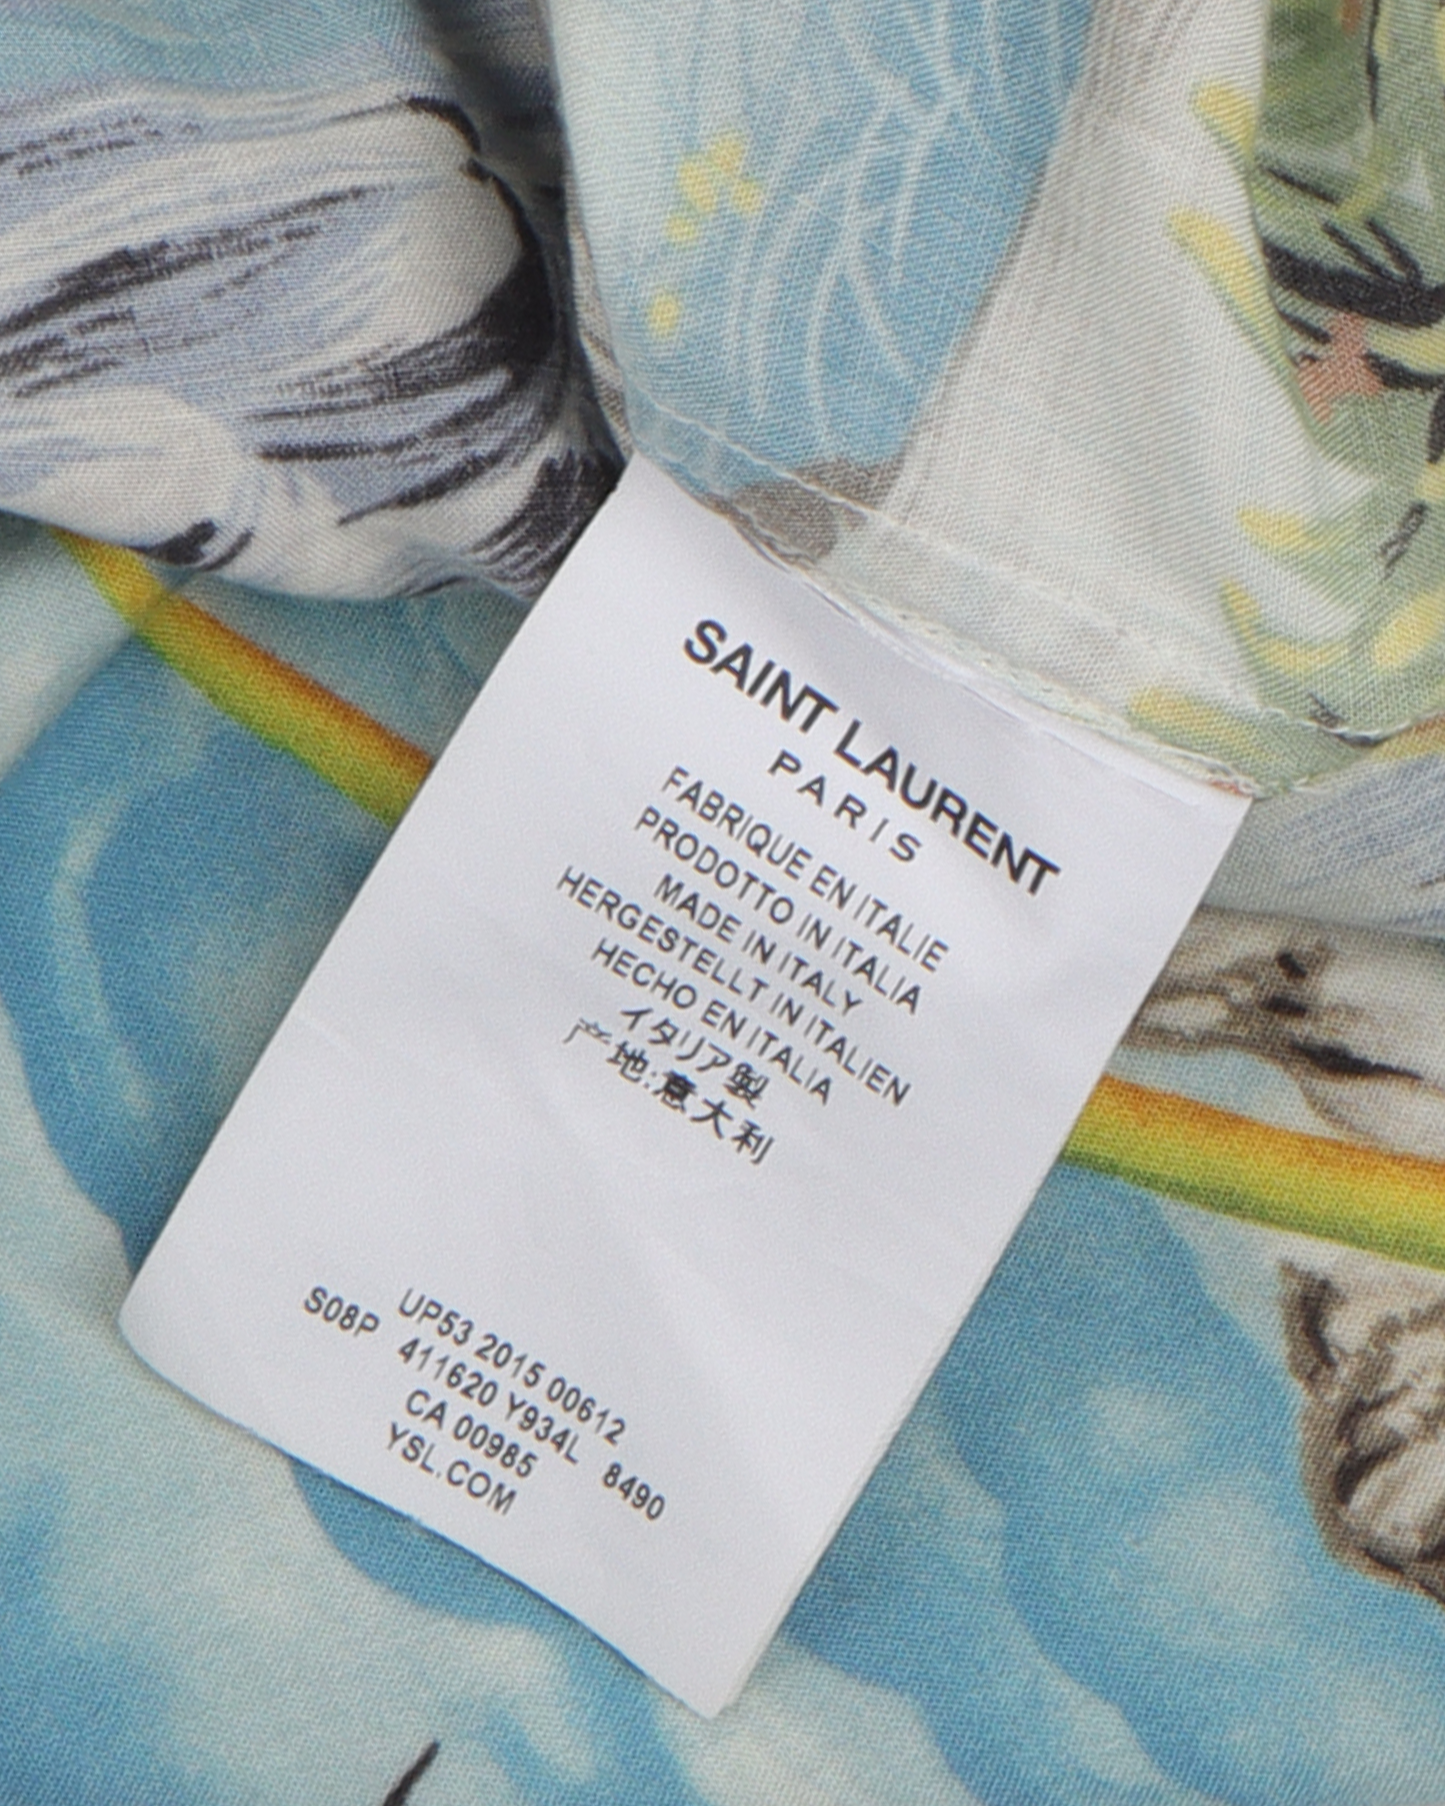 SAINT LAURENT
PARIS
FABRIQUE EN ITALIE
PRODOTTO IN ITALIA
MADE IN ITALY
HERGESTELLT IN ITALIEN
HECHO EN ITALIA
イタリア製
产地:意大利
UP53 2015 00612
S08P 411620 Y934L 8490
CA 00985
YSL.COM